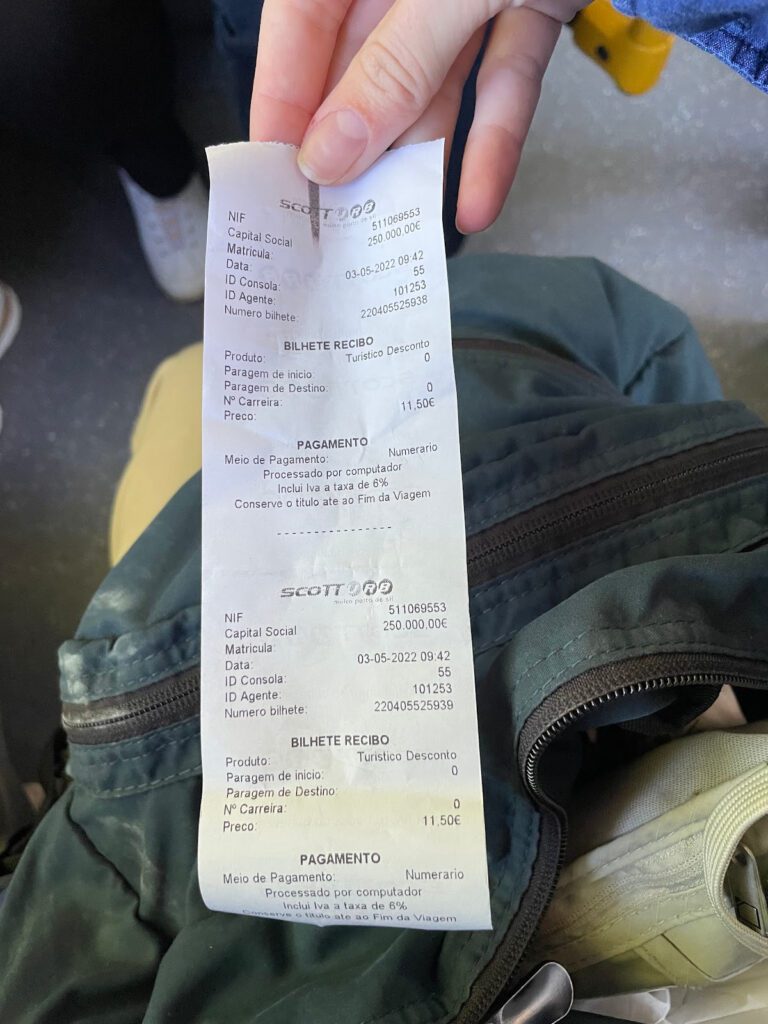 SCOTT URB
NIF 511069553
Capital Social 250.000,00€
Matricula:
Data: 03-05-2022 09:42
ID Consola: 55
ID Agente: 101253
Numero bilhete: 220405525938
BILHETE RECIBO
Produto: Turistico Desconto
Paragem de inicio: 0
Paragem de Destino:
Nº Carreira: 0
Preco: 11,50€
PAGAMENTO
Meio de Pagamento: Numerario
Processado por computador
Inclui Iva a taxa de 6%
Conserve o titulo ate ao Fim da Viagem
----------------
SCOTT URB
NIF 511069553
Capital Social 250.000,00€
Matricula:
Data: 03-05-2022 09:42
ID Consola: 55
ID Agente: 101253
Numero bilhete: 220405525939
BILHETE RECIBO
Produto: Turistico Desconto
Paragem de inicio: 0
Paragem de Destino:
Nº Carreira: 0
Preco: 11,50€
PAGAMENTO
Meio de Pagamento: Numerario
Processado por computador
Inclui Iva a taxa de 6%
Conserve o titulo ate ao Fim da Viagem